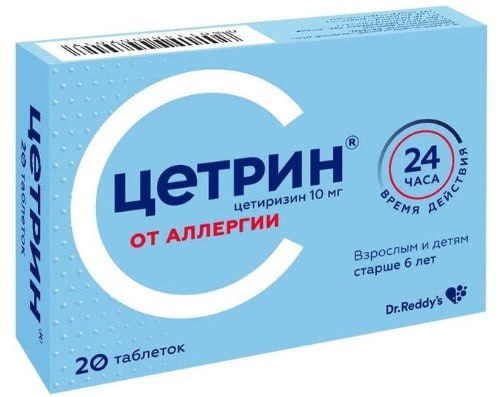 ЦЕТРИН®
цетиризин 10 мг
ОТ АЛЛЕРГИИ
24
ЧАСА
ВРЕМЯ ДЕЙСТВИЯ
Взрослым и детям
старше 6 лет
Dr.Reddy's
20 таблеток
ЦЕТРИН®
20 таблеток